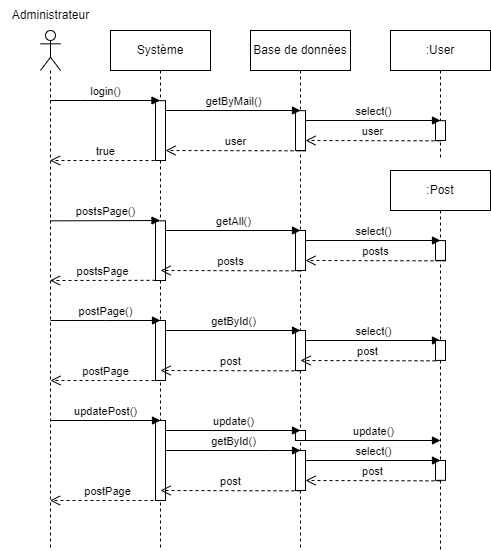 Administrateur
Système
Base de données
:User
login()
getByMail()
select()
user
user
true
:Post
postsPage()
getAll()
select()
posts
posts
postsPage
postPage()
getById()
select()
post
post
postPage
updatePost()
update()
update()
getById()
select()
post
post
postPage